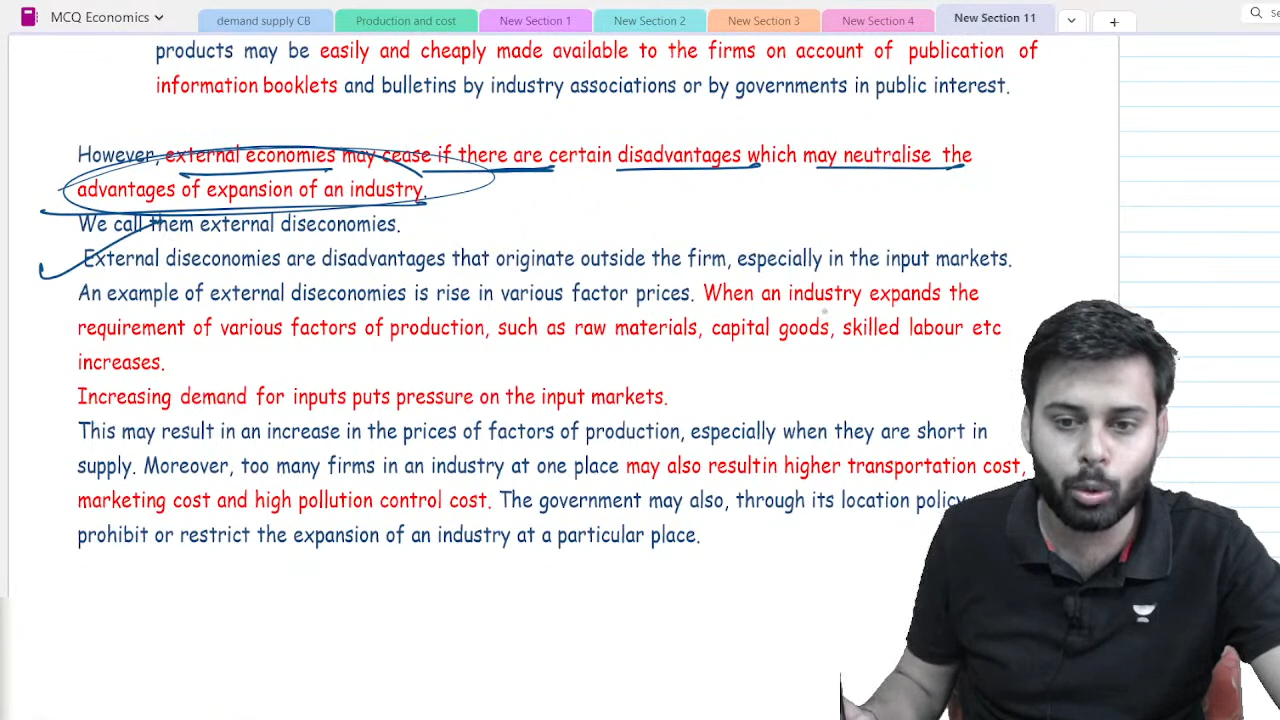 MCQ Economics
demand supply CB
Production and cost
New Section 1
New Section 2
New Section 3
New Section 4
New Section 11
products may be easily and cheaply made available to the firms on account of publication of
information booklets and bulletins by industry associations or by governments in public interest.
However, external economies may cease if there are certain disadvantages which may neutralise the
advantages of expansion of an industry.
We call them external diseconomies.
External diseconomies are disadvantages that originate outside the firm, especially in the input markets.
An example of external diseconomies is rise in various factor prices. When an industry expands the
requirement of various factors of production, such as raw materials, capital goods, skilled labour etc
increases.
Increasing demand for inputs puts pressure on the input markets.
This may result in an increase in the prices of factors of production, especially when they are short in
supply. Moreover, too many firms in an industry at one place may also resultin higher transportation cost,
marketing cost and high pollution control cost. The government may also, through its location policy
prohibit or restrict the expansion of an industry at a particular place.